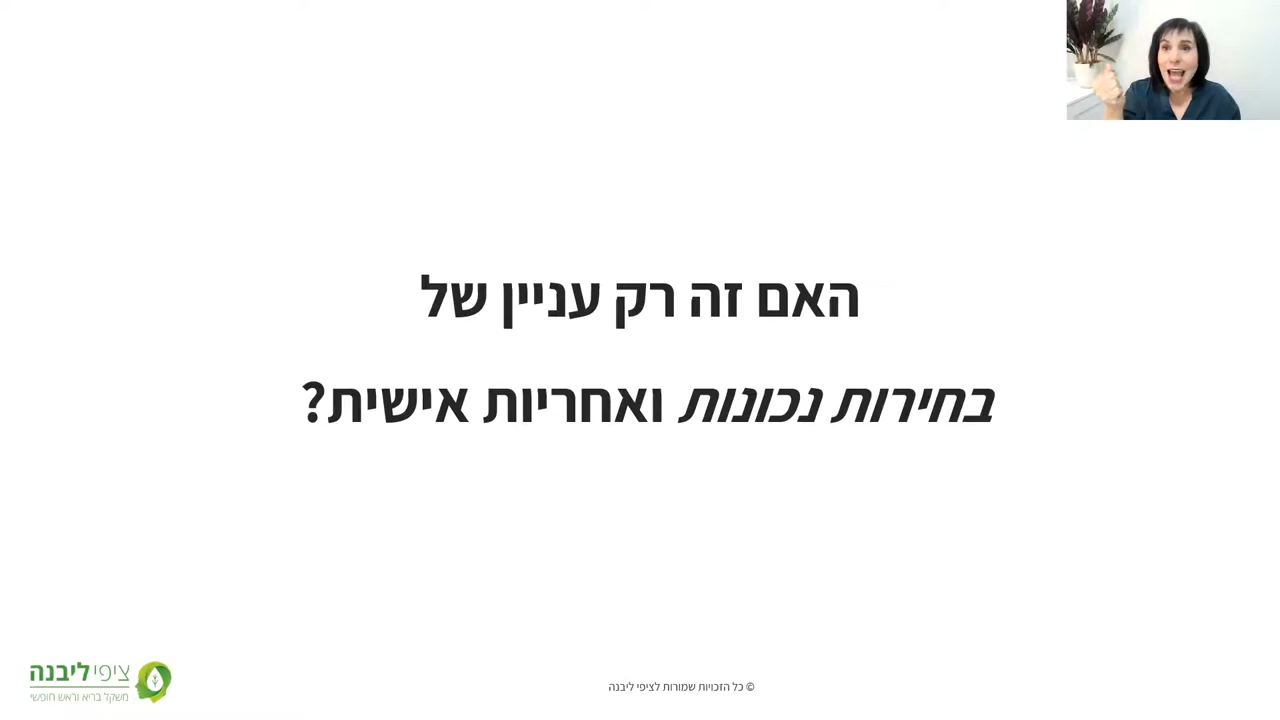 האם זה רק עניין של
בחירות נכונות ואחריות אישית?
ציפי ליבנה
משקל בריא וראש חופשי
© כל הזכויות שמורות לציפי ליבנה